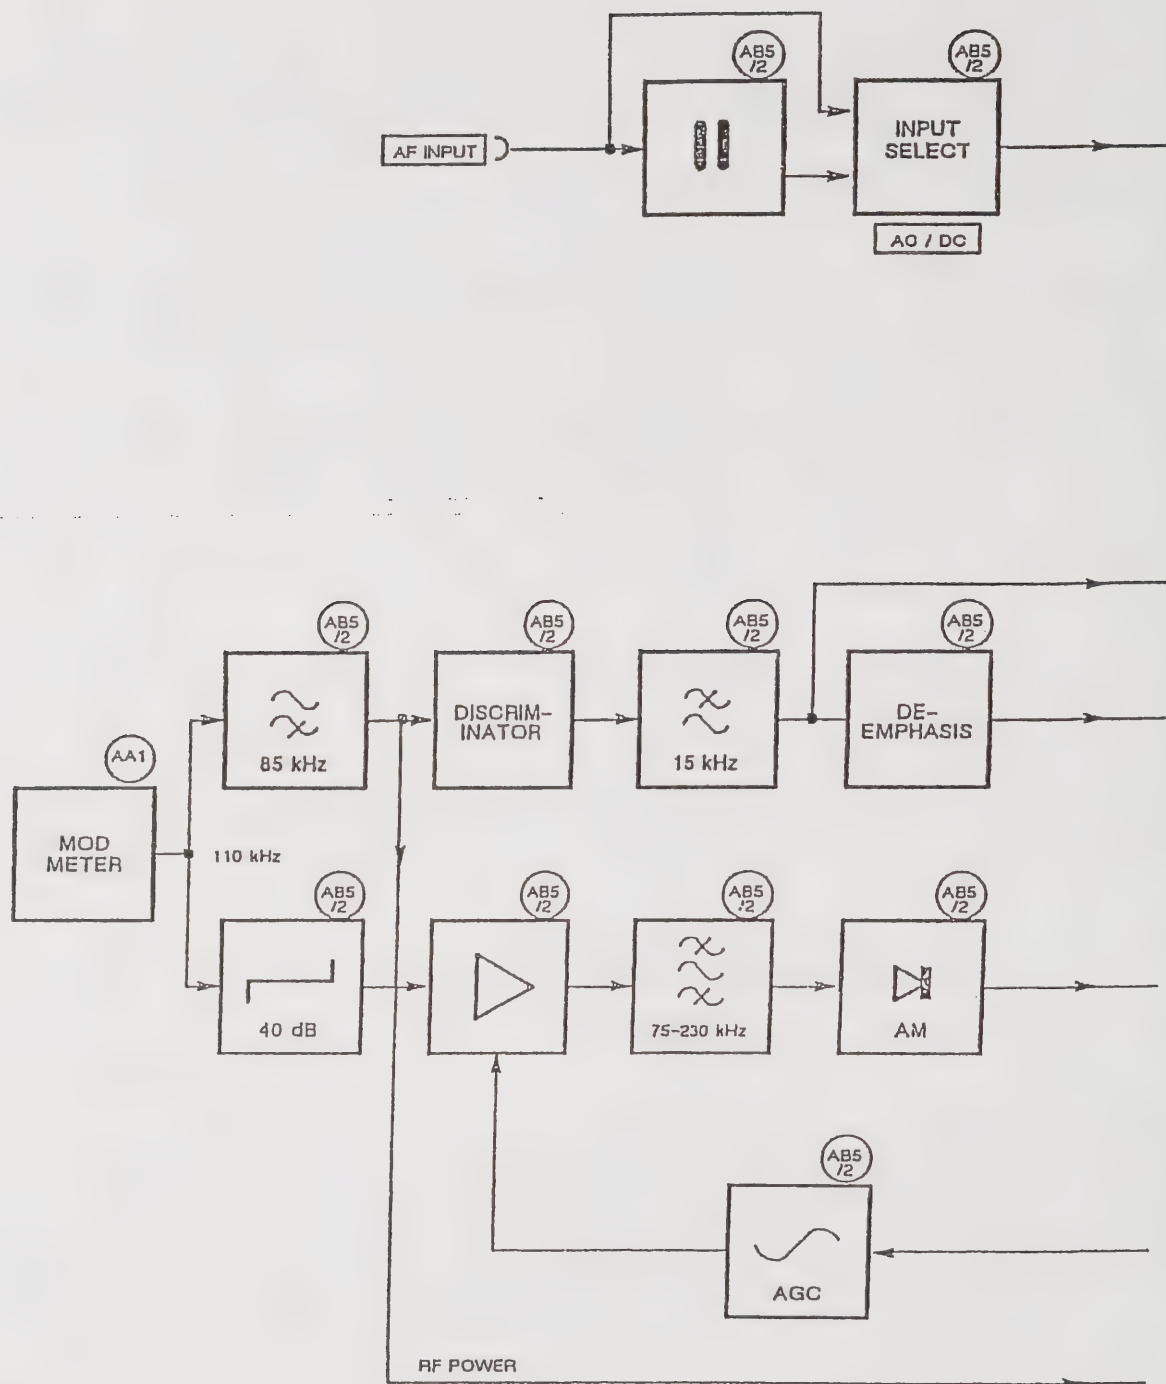 AB5
/2
AB5
/2
AF INPUT
INPUT
SELECT
AC / DC
AB5
/2
AB5
/2
AB5
/2
AB5
/2
85 kHz
DISCRIM-
INATOR
15 kHz
DE-
EMPHASIS
AA1
MOD
METER
110 kHz
AB5
/2
AB5
/2
AB5
/2
AB5
/2
40 dB
75-230 kHz
AM
AB5
/2
AGC
RF POWER